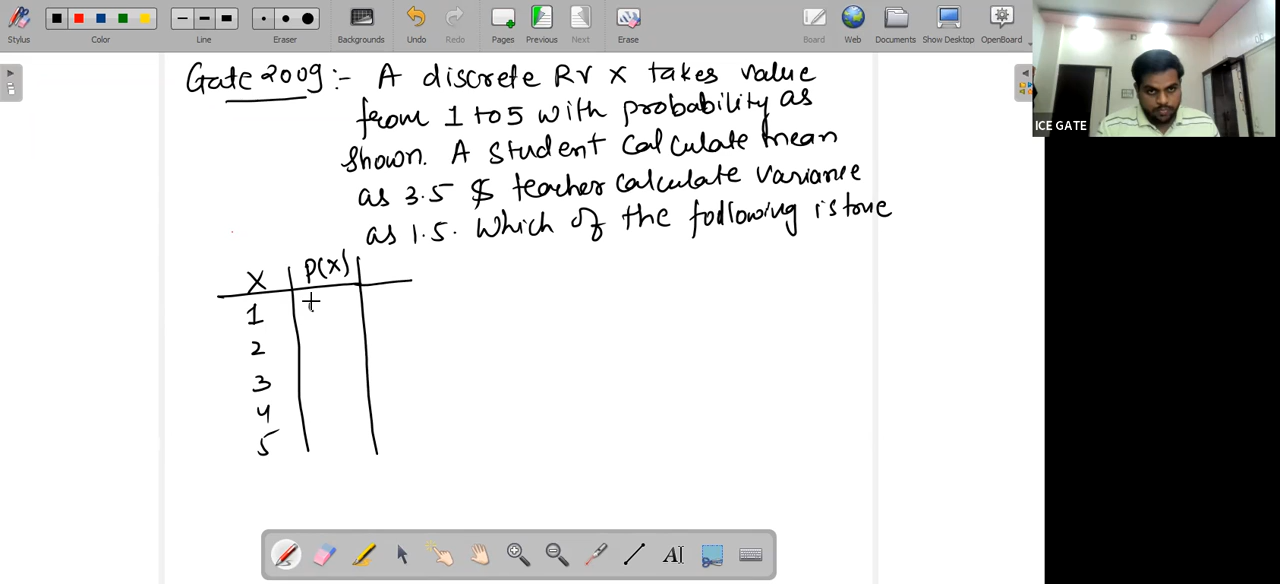 Stylus
Color
Line
Eraser
Backgrounds
Undo
Redo
Pages
Previous
Next
Erase
Board
Web
Documents
Show Desktop
OpenBoard
ICE GATE
Gate 2009:- A discrete RV X takes value
from 1 to 5 with probability as
shown. A Student Calculate mean
as 3.5 $ teacher calculate variance
as 1.5. Which of the following is true
X P(X)
1
2
3
4
5
AI